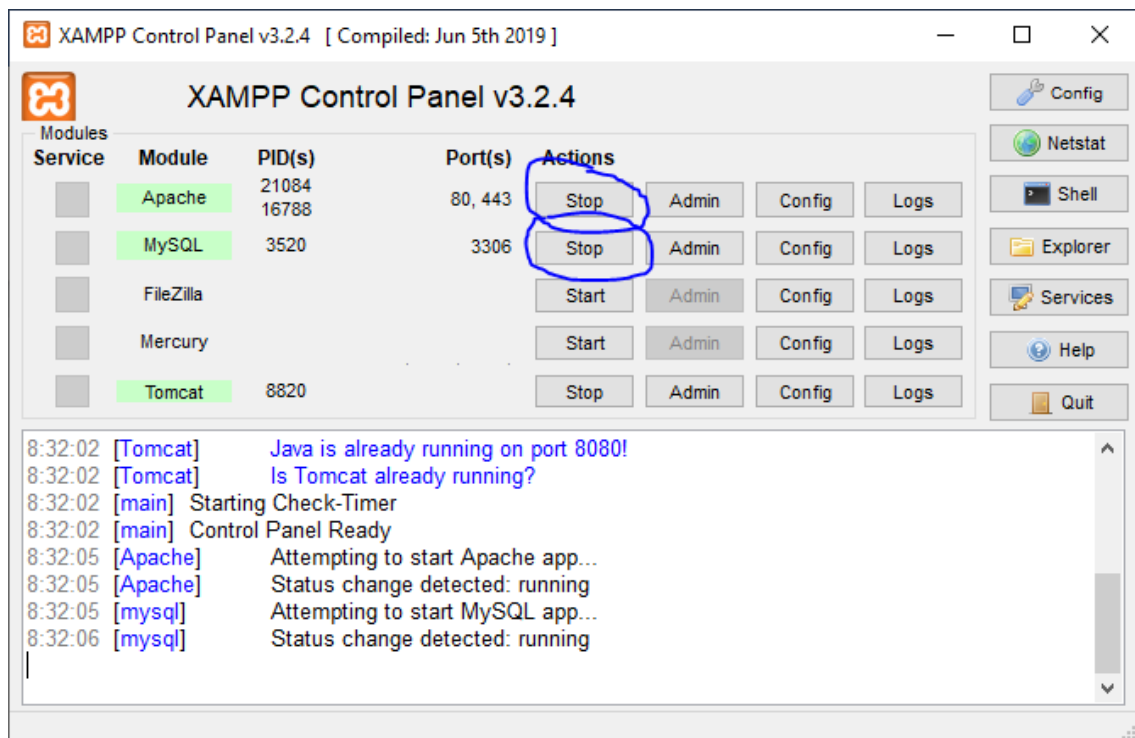 XAMPP Control Panel v3.2.4 [ Compiled: Jun 5th 2019 ]
XAMPP Control Panel v3.2.4
Config
Modules
Netstat
Service Module PID(s) Port(s) Actions
Apache 21084 16788 80, 443 Stop Admin Config Logs
Shell
MySQL 3520 3306 Stop Admin Config Logs
Explorer
FileZilla Start Admin Config Logs
Services
Mercury Start Admin Config Logs
Help
Tomcat 8820 Stop Admin Config Logs
Quit
8:32:02 [Tomcat] Java is already running on port 8080!
8:32:02 [Tomcat] Is Tomcat already running?
8:32:02 [main] Starting Check-Timer
8:32:02 [main] Control Panel Ready
8:32:05 [Apache] Attempting to start Apache app...
8:32:05 [Apache] Status change detected: running
8:32:05 [mysql] Attempting to start MySQL app...
8:32:06 [mysql] Status change detected: running